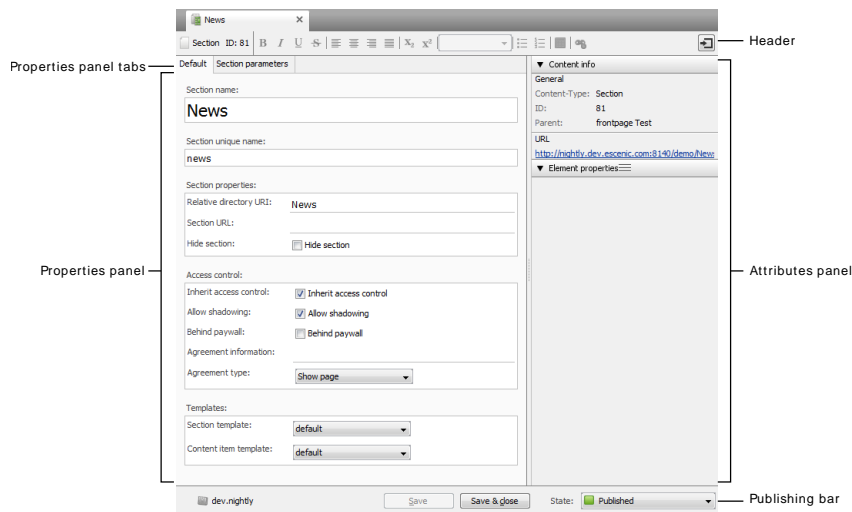 News
Section ID: 81 B I U S X₂ x²
Header
Properties panel tabs
Default Section parameters
Section name:
News
Section unique name:
news
Section properties:
Relative directory URI: News
Section URL:
Hide section: Hide section
Properties panel
Access control:
Inherit access control: Inherit access control
Allow shadowing: Allow shadowing
Behind paywall: Behind paywall
Agreement information:
Agreement type: Show page
Templates:
Section template: default
Content item template: default
Content info
General
Content-Type: Section
ID: 81
Parent: frontpage Test
URL
http://nightly.dev.escenic.com:8140/demo/News
Element properties
Attributes panel
dev.nightly Save Save & close State: Published
Publishing bar